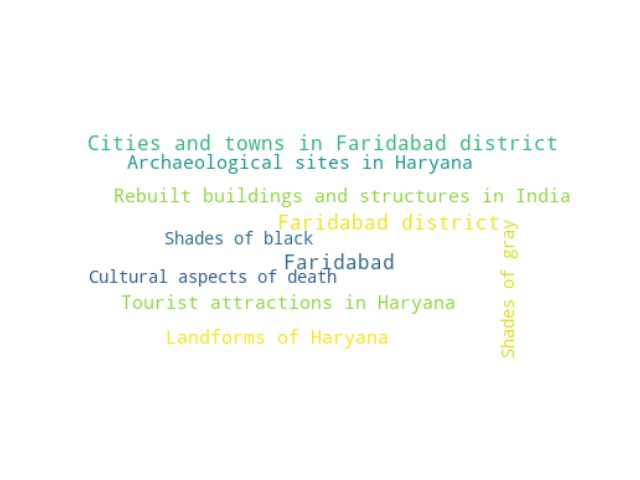 Cities and towns in Faridabad district
Archaeological sites in Haryana
Rebuilt buildings and structures in India
Faridabad district
Shades of black
Faridabad
Cultural aspects of death
Tourist attractions in Haryana
Landforms of Haryana
Shades of gray